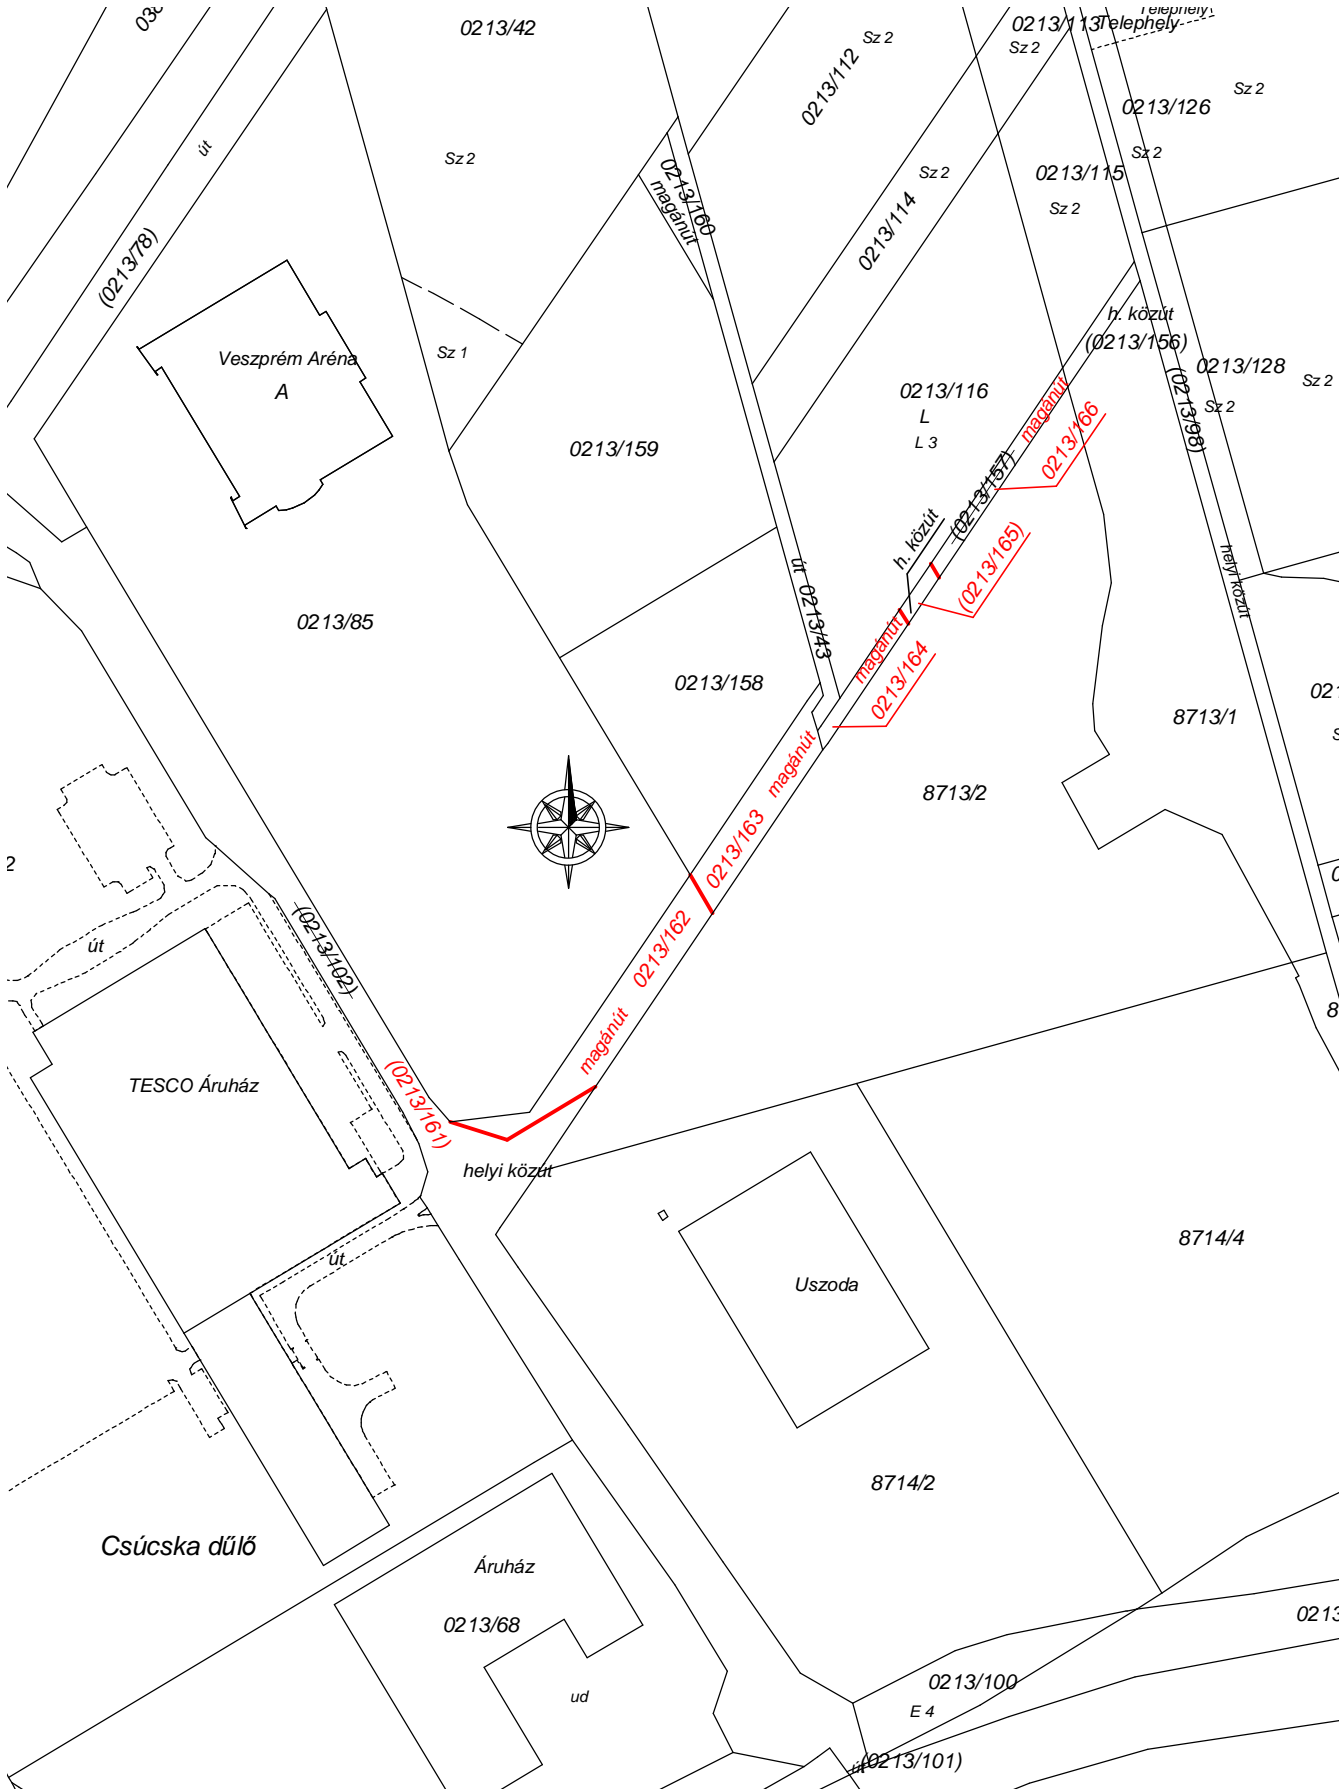 0213/42
Sz 2
0213/113
Telephely
Telephely
Sz 2
0213/112
Sz 2
0213/126
út
Sz 2
Sz 2
0213/115
Sz 2
0213/160
magánút
Sz 2
0213/114
(0213/78)
h. közút
(0213/156)
Veszprém Aréna
A
Sz 1
0213/128
Sz 2
Sz 2
(0213/98)
0213/116
L
L 3
magánút
0213/166
0213/159
(0213/157)
h. közút
(0213/165)
helyi közút
út 0213/43
0213/85
magánút
0213/164
0213/158
8713/1
magánút
8713/2
0213/163
0213/162
(0213/102)
út
magánút
TESCO Áruház
(0213/161)
helyi közút
út
8714/4
Uszoda
8714/2
Csúcska dűlő
Áruház
0213/68
0213
0213/100
E 4
ud
út
(0213/101)